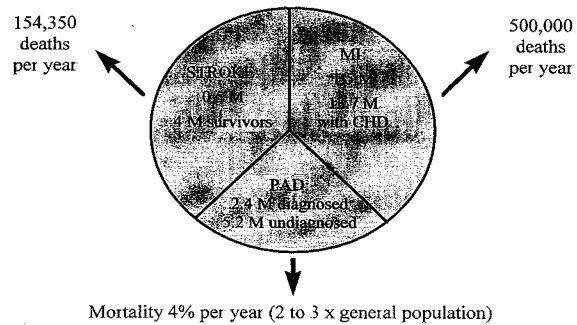 154,350
deaths
per year
500,000
deaths
per year
STROKE
4 M survivors
MI
with CHD
PAD
2.4 M diagnosed
5.2 M undiagnosed
Mortality 4% per year (2 to 3 x general population)